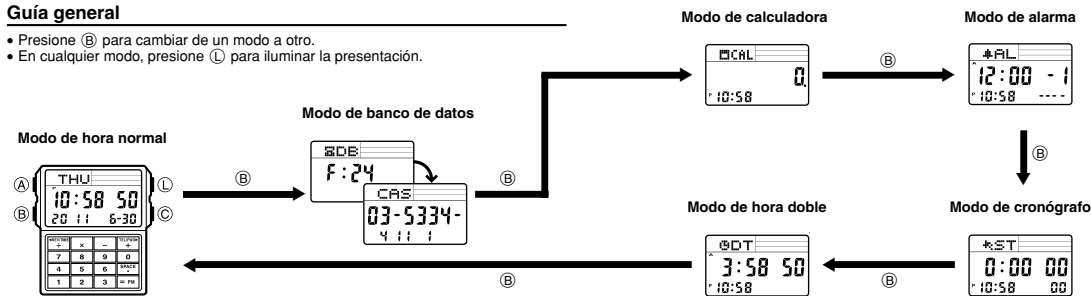 Guía general
• Presione Ⓑ para cambiar de un modo a otro.
• En cualquier modo, presione Ⓛ para iluminar la presentación.
Modo de hora normal
THU
10:58 50
20 11 6-30
Ⓐ
Ⓑ
Ⓛ
Ⓒ
÷ × − +
7 8 9 0
4 5 6 SPACE
1 2 3 = PM
Ⓑ
Modo de banco de datos
DB
F:24
CAS
03-5334-
4 11 1
Ⓑ
Modo de calculadora
CAL
0.
P 10:58
Ⓑ
Modo de alarma
AL
A
12:00 - 1
P 10:58 ----
Ⓑ
Modo de cronógrafo
ST
0:00 00
P 10:58 00
Ⓑ
Modo de hora doble
DT
A
3:58 50
P 10:58
Ⓑ